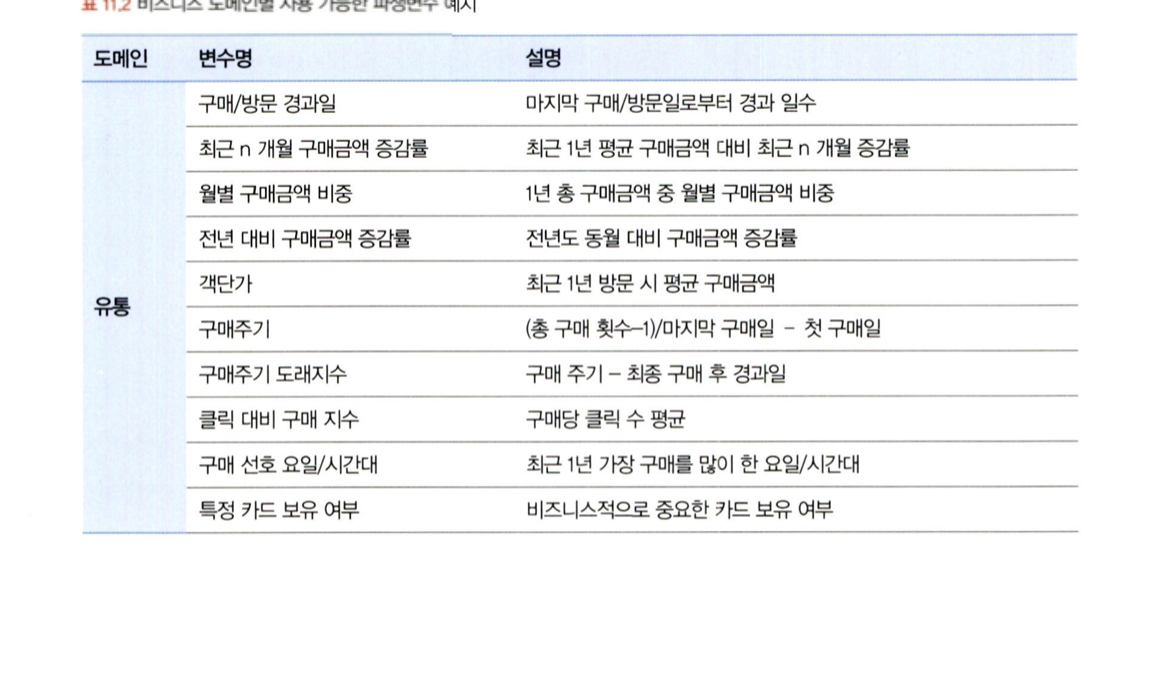 표 11.2 비즈니스 도메인별 사용 가능한 파생변수 예시
도메인 변수명 설명
유통
구매/방문 경과일 마지막 구매/방문일로부터 경과 일수
최근 n 개월 구매금액 증감률 최근 1년 평균 구매금액 대비 최근 n 개월 증감률
월별 구매금액 비중 1년 총 구매금액 중 월별 구매금액 비중
전년 대비 구매금액 증감률 전년도 동월 대비 구매금액 증감률
객단가 최근 1년 방문 시 평균 구매금액
구매주기 (총 구매 횟수–1)/마지막 구매일 – 첫 구매일
구매주기 도래지수 구매 주기 – 최종 구매 후 경과일
클릭 대비 구매 지수 구매당 클릭 수 평균
구매 선호 요일/시간대 최근 1년 가장 구매를 많이 한 요일/시간대
특정 카드 보유 여부 비즈니스적으로 중요한 카드 보유 여부